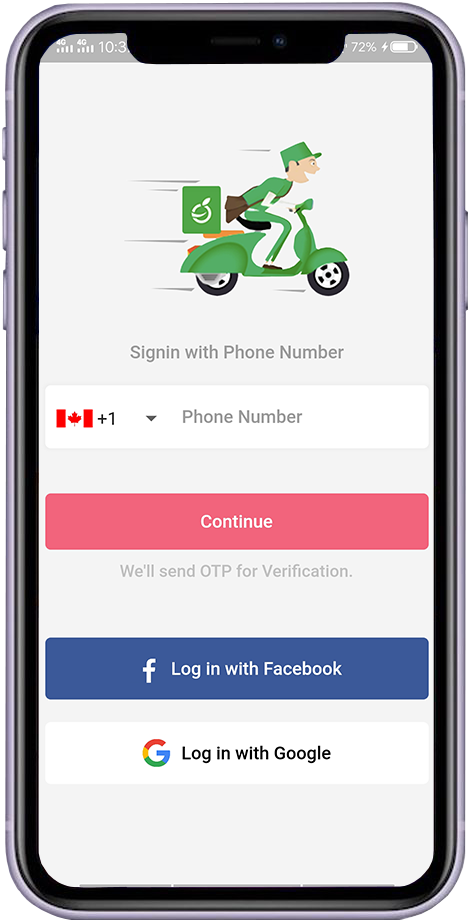 4G 4G 10:3 72%
Signin with Phone Number
+1 Phone Number
Continue
We'll send OTP for Verification.
Log in with Facebook
Log in with Google